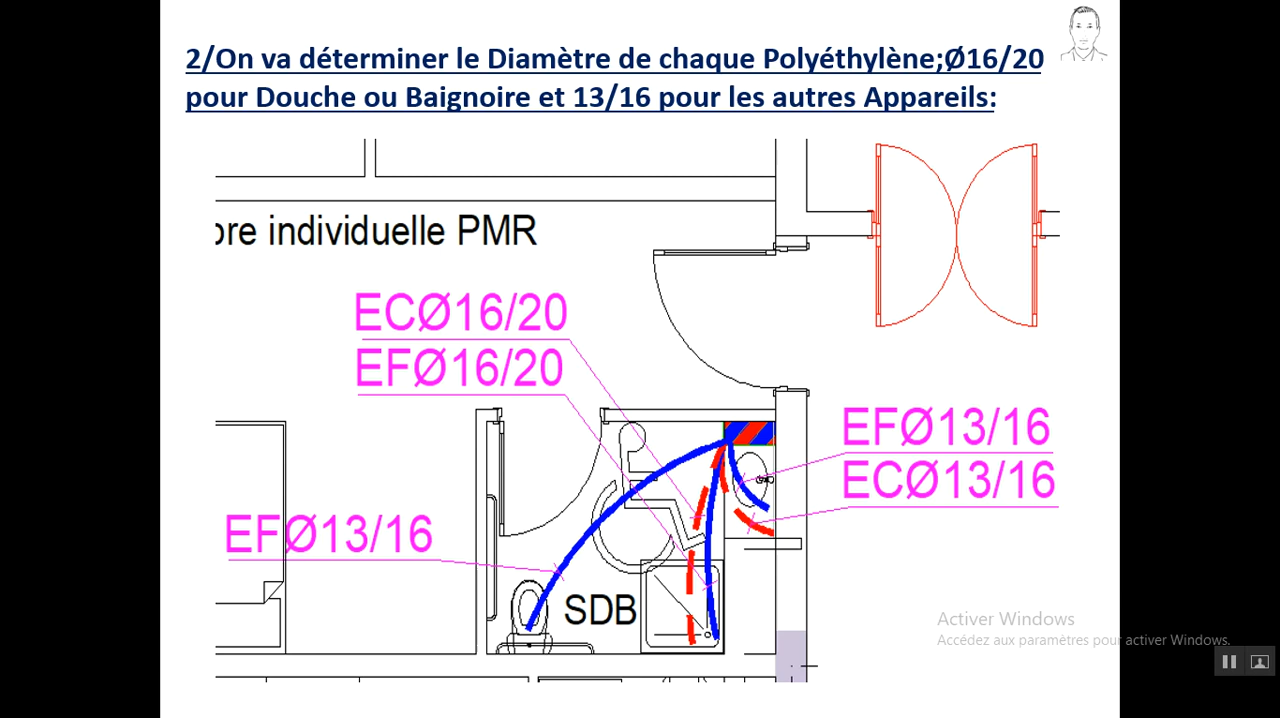 2/On va déterminer le Diamètre de chaque Polyéthylène;Ø16/20
pour Douche ou Baignoire et 13/16 pour les autres Appareils:
bre individuelle PMR
ECØ16/20
EFØ16/20
EFØ13/16
ECØ13/16
EFØ13/16
SDB
Activer Windows
Accédez aux paramètres pour activer Windows.